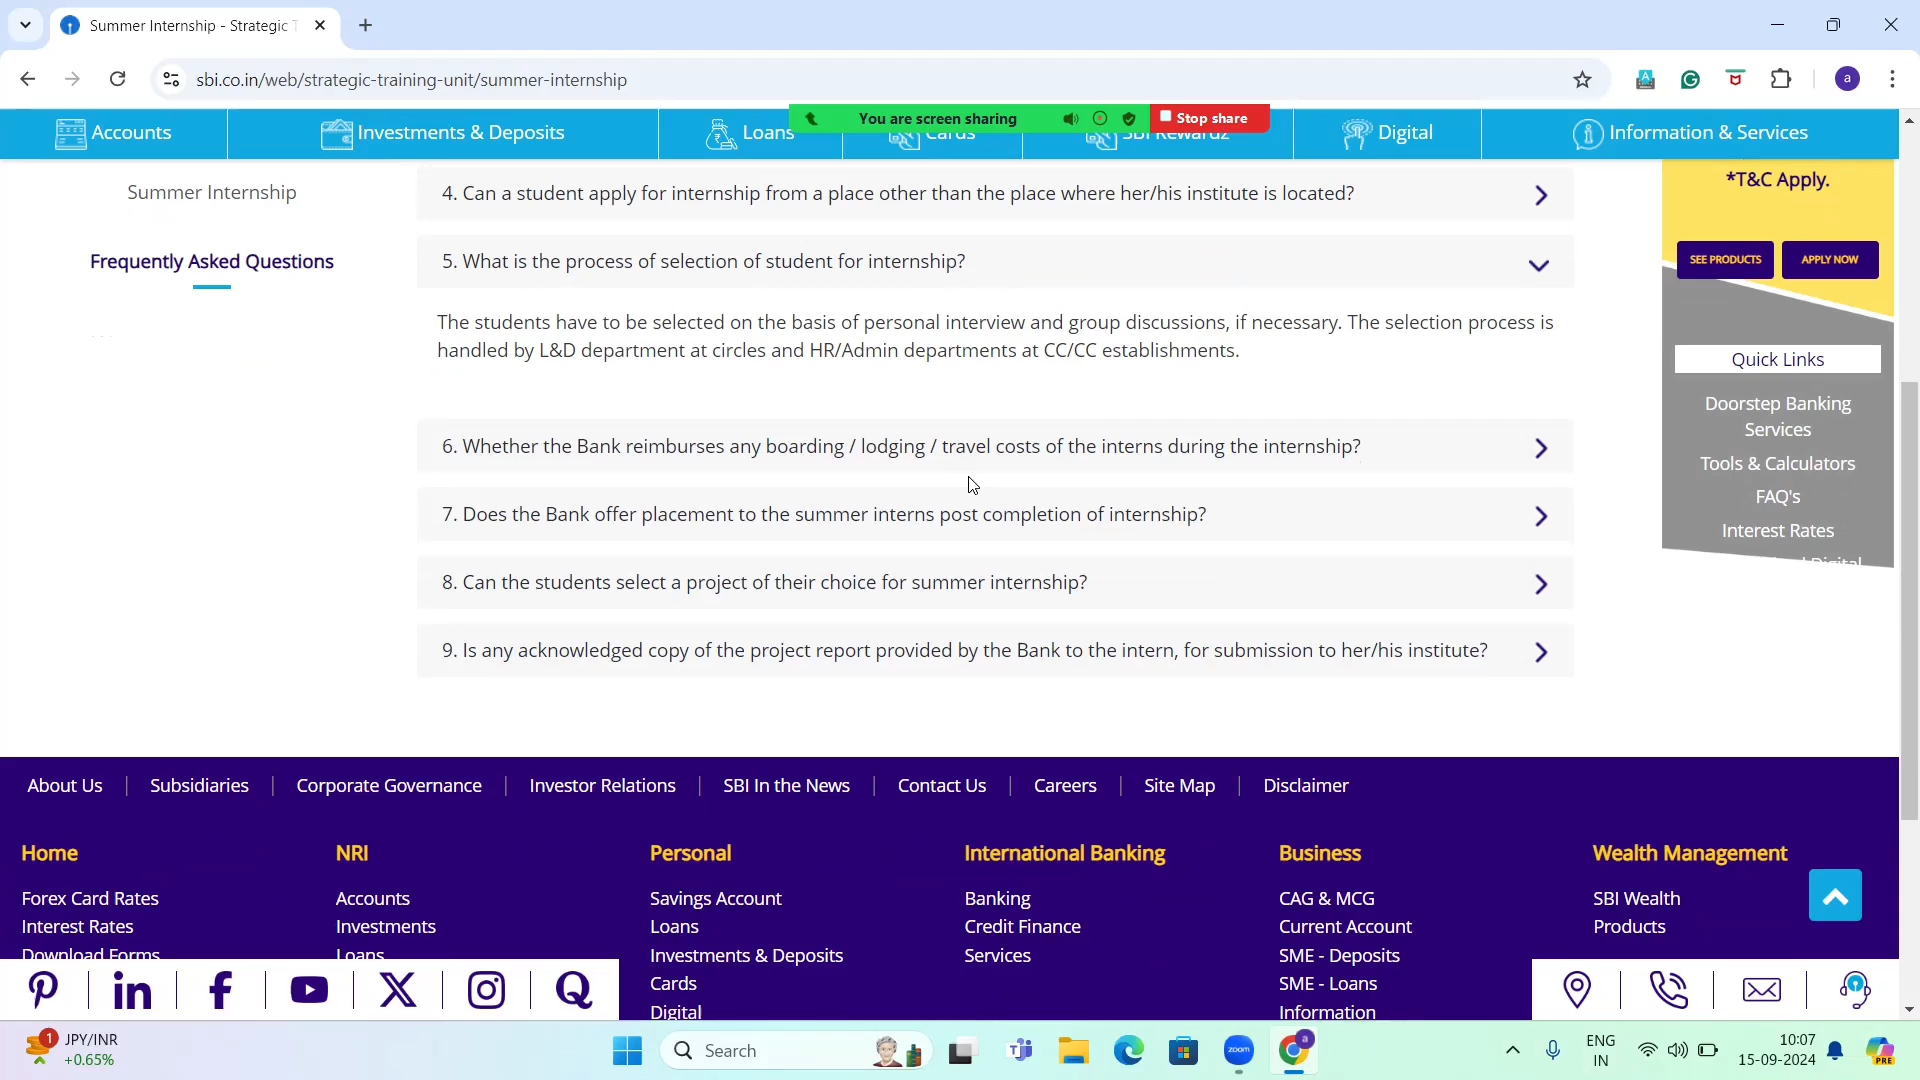 Summer Internship - Strategic T
sbi.co.in/web/strategic-training-unit/summer-internship
a
You are screen sharing
Stop share
Accounts
Investments & Deposits
Loans
Cards
SBI Rewardz
Digital
Information & Services
Summer Internship
Frequently Asked Questions
4. Can a student apply for internship from a place other than the place where her/his institute is located?
5. What is the process of selection of student for internship?
The students have to be selected on the basis of personal interview and group discussions, if necessary. The selection process is
handled by L&D department at circles and HR/Admin departments at CC/CC establishments.
6. Whether the Bank reimburses any boarding / lodging / travel costs of the interns during the internship?
7. Does the Bank offer placement to the summer interns post completion of internship?
8. Can the students select a project of their choice for summer internship?
9. Is any acknowledged copy of the project report provided by the Bank to the intern, for submission to her/his institute?
*T&C Apply.
SEE PRODUCTS
APPLY NOW
Quick Links
Doorstep Banking
Services
Tools & Calculators
FAQ's
Interest Rates
Digital
About Us
Subsidiaries
Corporate Governance
Investor Relations
SBI In the News
Contact Us
Careers
Site Map
Disclaimer
Home
Forex Card Rates
Interest Rates
Download Forms
NRI
Accounts
Investments
Loans
Personal
Savings Account
Loans
Investments & Deposits
Cards
Digital
International Banking
Banking
Credit Finance
Services
Business
CAG & MCG
Current Account
SME - Deposits
SME - Loans
Information
Wealth Management
SBI Wealth
Products
1
JPY/INR
+0.65%
Search
zoom
a
ENG
IN
10:07
15-09-2024
PRE